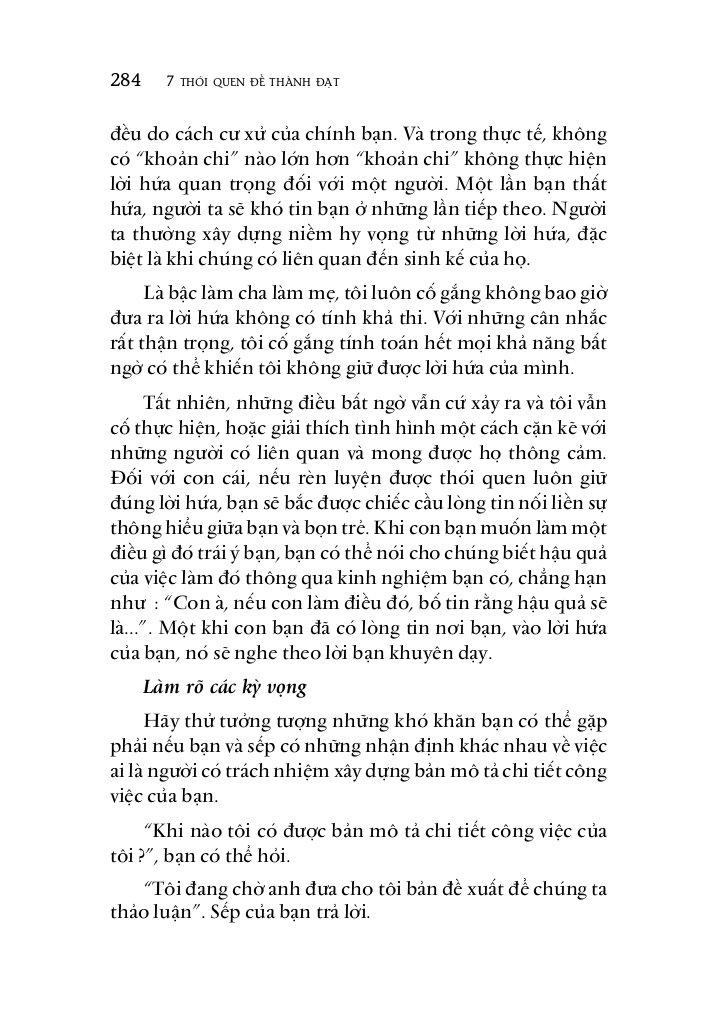 284 7 THÓI QUEN ĐỂ THÀNH ĐẠT
đều do cách cư xử của chính bạn. Và trong thực tế, không
có “khoản chi” nào lớn hơn “khoản chi” không thực hiện
lời hứa quan trọng đối với một người. Một lần bạn thất
hứa, người ta sẽ khó tin bạn ở những lần tiếp theo. Người
ta thường xây dựng niềm hy vọng từ những lời hứa, đặc
biệt là khi chúng có liên quan đến sinh kế của họ.
Là bậc làm cha làm mẹ, tôi luôn cố gắng không bao giờ
đưa ra lời hứa không có tính khả thi. Với những cân nhắc
rất thận trọng, tôi cố gắng tính toán hết mọi khả năng bất
ngờ có thể khiến tôi không giữ được lời hứa của mình.
Tất nhiên, những điều bất ngờ vẫn cứ xảy ra và tôi vẫn
cố thực hiện, hoặc giải thích tình hình một cách cặn kẽ với
những người có liên quan và mong được họ thông cảm.
Đối với con cái, nếu rèn luyện được thói quen luôn giữ
đúng lời hứa, bạn sẽ bắc được chiếc cầu lòng tin nối liền sự
thông hiểu giữa bạn và bọn trẻ. Khi con bạn muốn làm một
điều gì đó trái ý bạn, bạn có thể nói cho chúng biết hậu quả
của việc làm đó thông qua kinh nghiệm bạn có, chẳng hạn
như : “Con à, nếu con làm điều đó, bố tin rằng hậu quả sẽ
là...”. Một khi con bạn đã có lòng tin nơi bạn, vào lời hứa
của bạn, nó sẽ nghe theo lời bạn khuyên dạy.
Làm rõ các kỳ vọng
Hãy thử tưởng tượng những khó khăn bạn có thể gặp
phải nếu bạn và sếp có những nhận định khác nhau về việc
ai là người có trách nhiệm xây dựng bản mô tả chi tiết công
việc của bạn.
“Khi nào tôi có được bản mô tả chi tiết công việc của
tôi ?”, bạn có thể hỏi.
“Tôi đang chờ anh đưa cho tôi bản đề xuất để chúng ta
thảo luận”. Sếp của bạn trả lời.